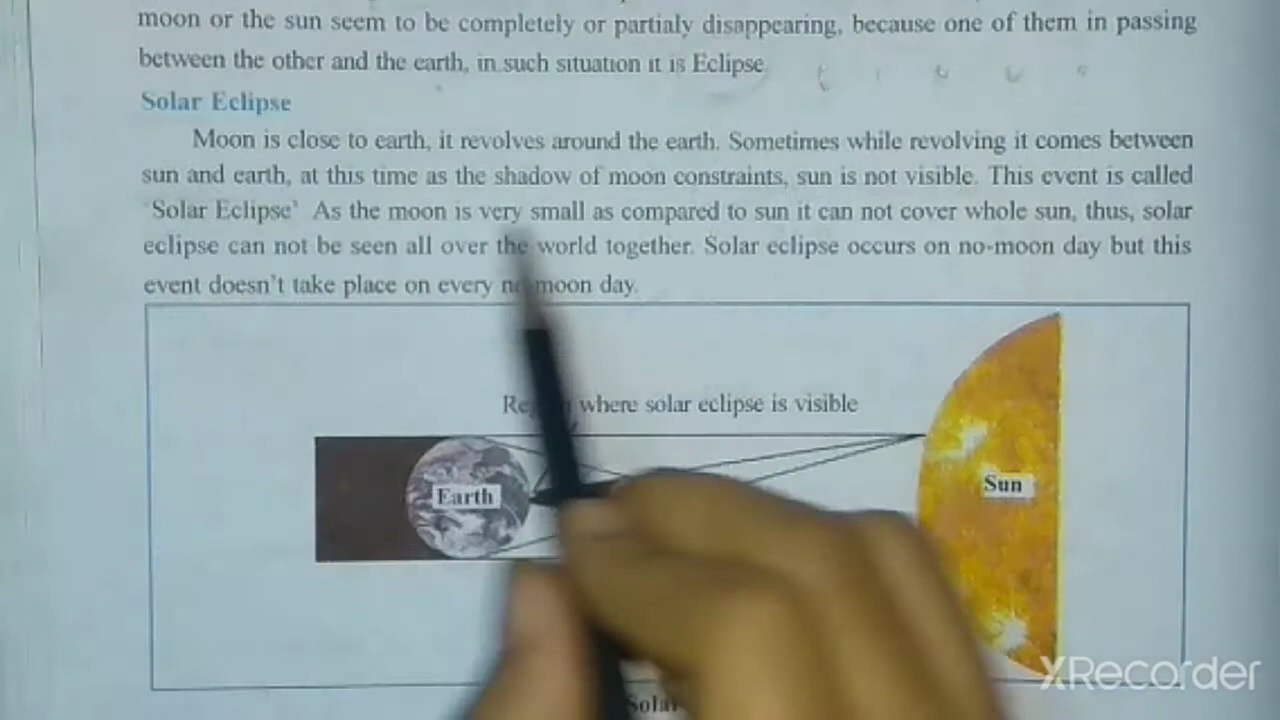 moon or the sun seem to be completely or partialy disappearing, because one of them in passing
between the other and the earth, in such situation it is Eclipse
Solar Eclipse
Moon is close to earth, it revolves around the earth. Sometimes while revolving it comes between
sun and earth, at this time as the shadow of moon constraints, sun is not visible. This event is called
'Solar Eclipse' As the moon is very small as compared to sun it can not cover whole sun, thus, solar
eclipse can not be seen all over the world together. Solar eclipse occurs on no-moon day but this
event doesn't take place on every no moon day.
where solar eclipse is visible
Earth
Sun
XRecorder
Solar